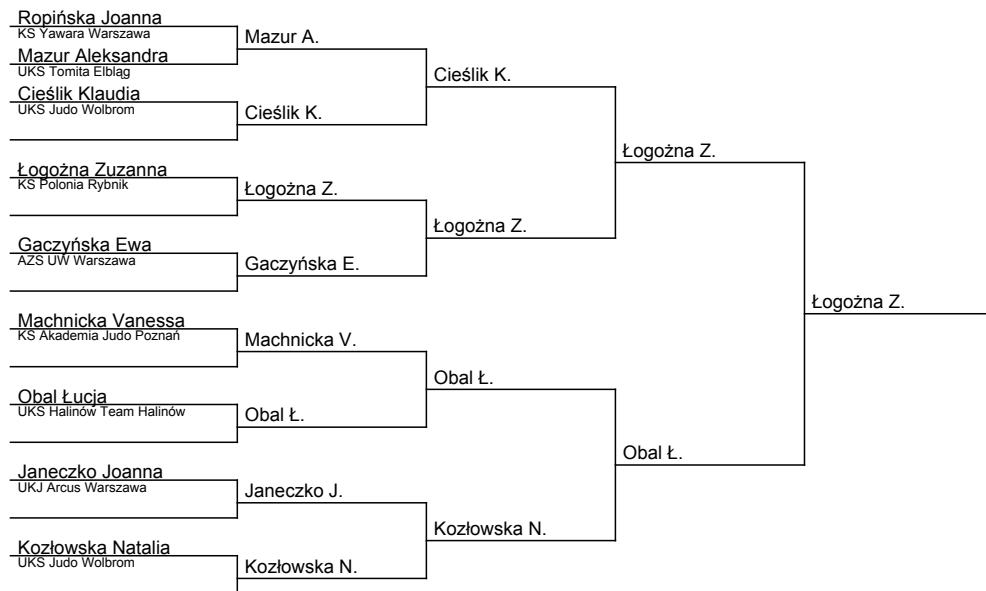 Ropińska Joanna
KS Yawara Warszawa
Mazur Aleksandra
UKS Tomita Elbląg
Cieślik Klaudia
UKS Judo Wolbrom
Łogożna Zuzanna
KS Polonia Rybnik
Gaczyńska Ewa
AZS UW Warszawa
Machnicka Vanessa
KS Akademia Judo Poznań
Obal Łucja
UKS Halinów Team Halinów
Janeczko Joanna
UKJ Arcus Warszawa
Kozłowska Natalia
UKS Judo Wolbrom
Mazur A.
Cieślik K.
Łogożna Z.
Gaczyńska E.
Machnicka V.
Obal Ł.
Janeczko J.
Kozłowska N.
Cieślik K.
Łogożna Z.
Obal Ł.
Kozłowska N.
Łogożna Z.
Obal Ł.
Łogożna Z.